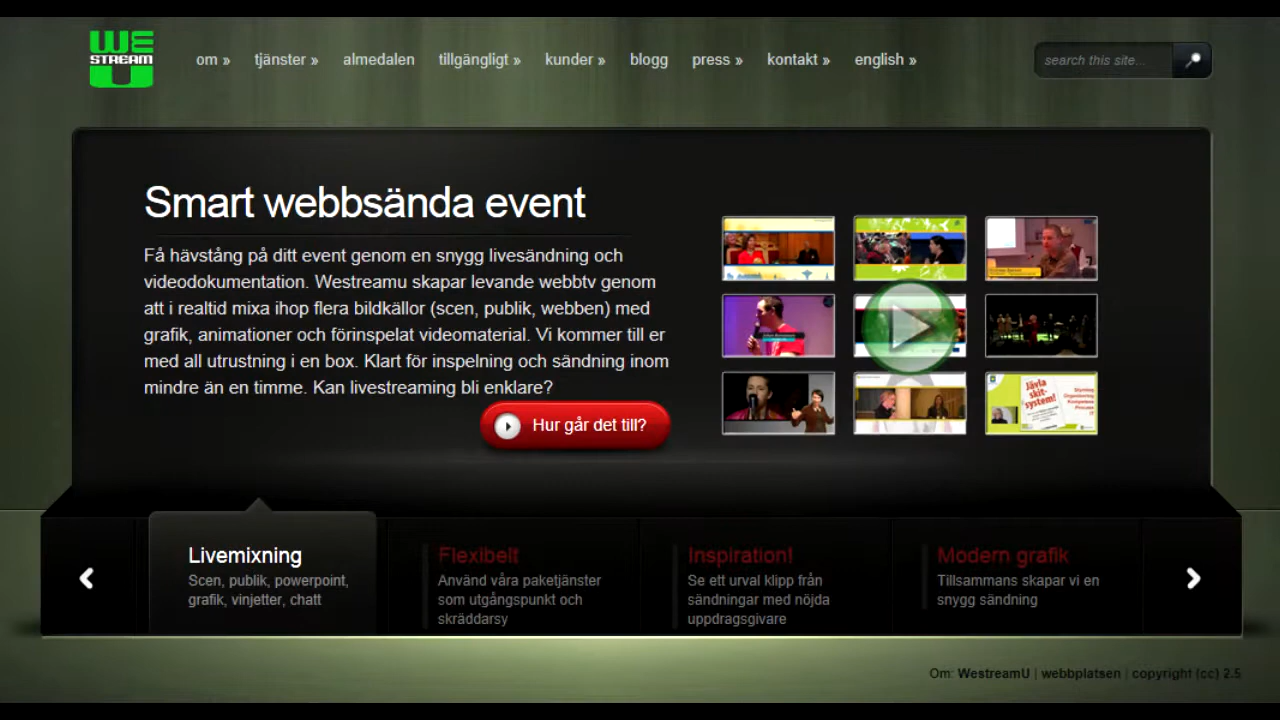 WE
STREAM
U
om » tjänster » almedalen tillgängligt » kunder » blogg press » kontakt » english »
search this site...
Smart webbsända event
Få hävstång på ditt event genom en snygg livesändning och
videodokumentation. Westreamu skapar levande webbtv genom
att i realtid mixa ihop flera bildkällor (scen, publik, webben) med
grafik, animationer och förinspelat videomaterial. Vi kommer till er
med all utrustning i en box. Klart för inspelning och sändning inom
mindre än en timme. Kan livestreaming bli enklare?
Hur går det till?
Jävla
skit-
system!
Livemixning
Scen, publik, powerpoint,
grafik, vinjetter, chatt
Flexibelt
Använd våra paketjänster
som utgångspunkt och
skräddarsy
Inspiration!
Se ett urval klipp från
sändningar med nöjda
uppdragsgivare
Modern grafik
Tillsammans skapar vi en
snygg sändning
Om: WestreamU | webbplatsen | copyright (cc) 2.5